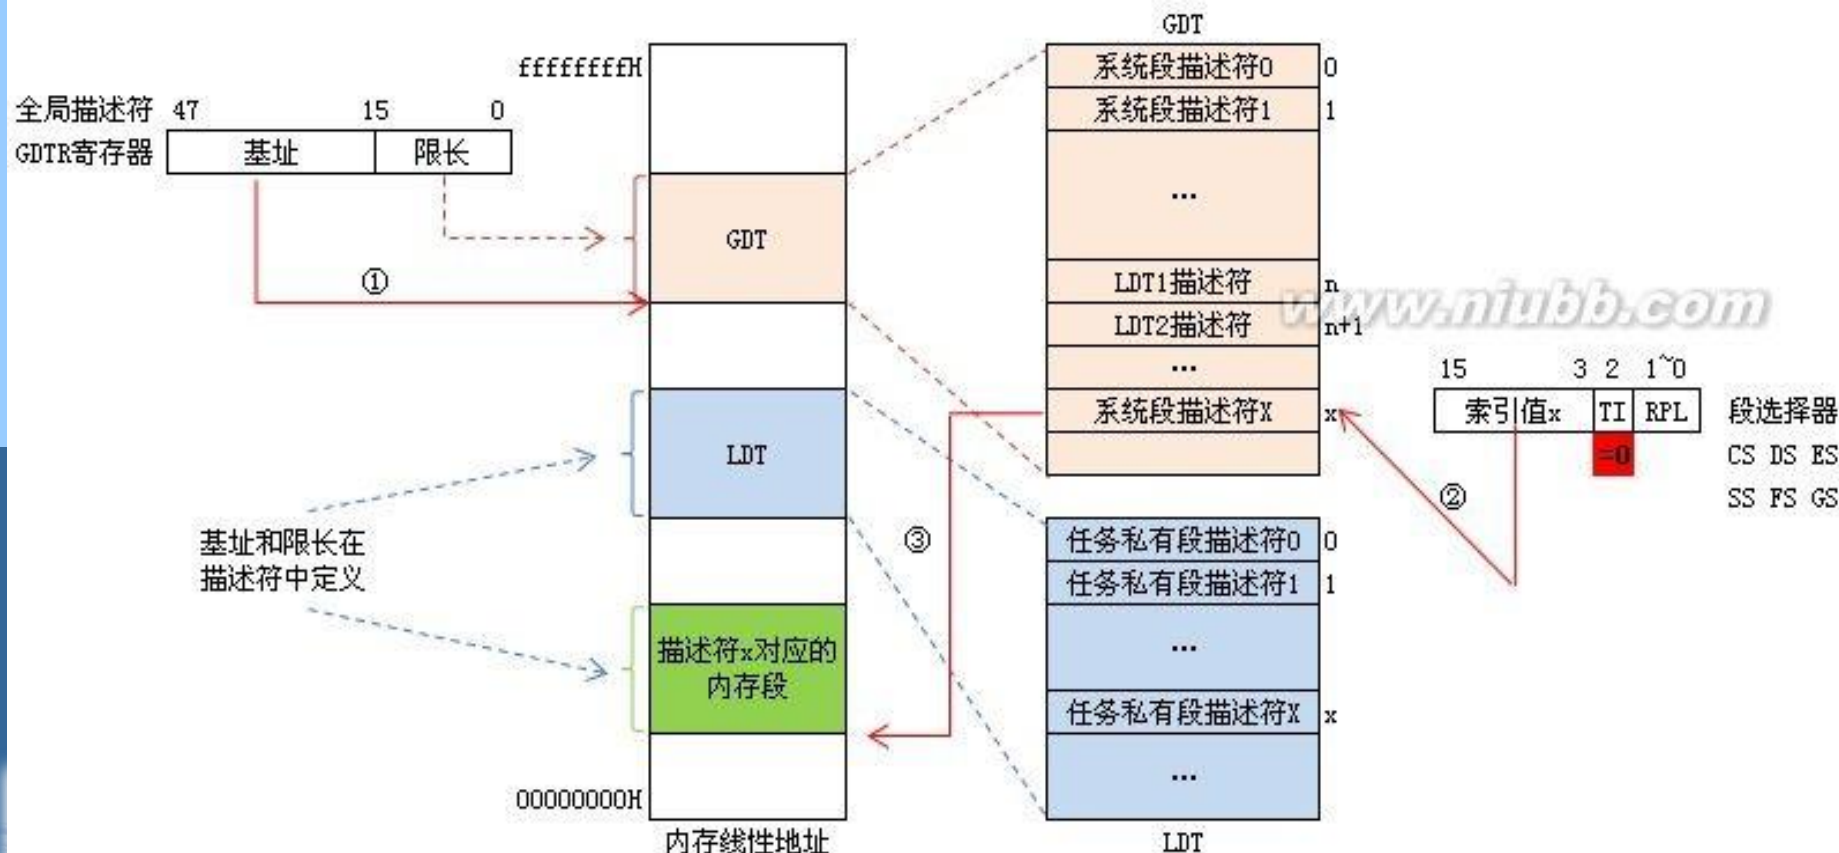 GDT
ffffffffH
系统段描述符0 0
全局描述符 47 15 0
系统段描述符1 1
GDTR寄存器 基址 限长
...
GDT
①
LDT1描述符 n
www.niubb.com
LDT2描述符 n+1
...
15 3 2 1~0
系统段描述符X x
索引值x TI RPL 段选择器
=0
CS DS ES
LDT
②
SS FS GS
基址和限长在
描述符中定义
③
任务私有段描述符0 0
任务私有段描述符1 1
...
描述符x对应的
内存段
任务私有段描述符X x
...
00000000H
内存线性地址
LDT